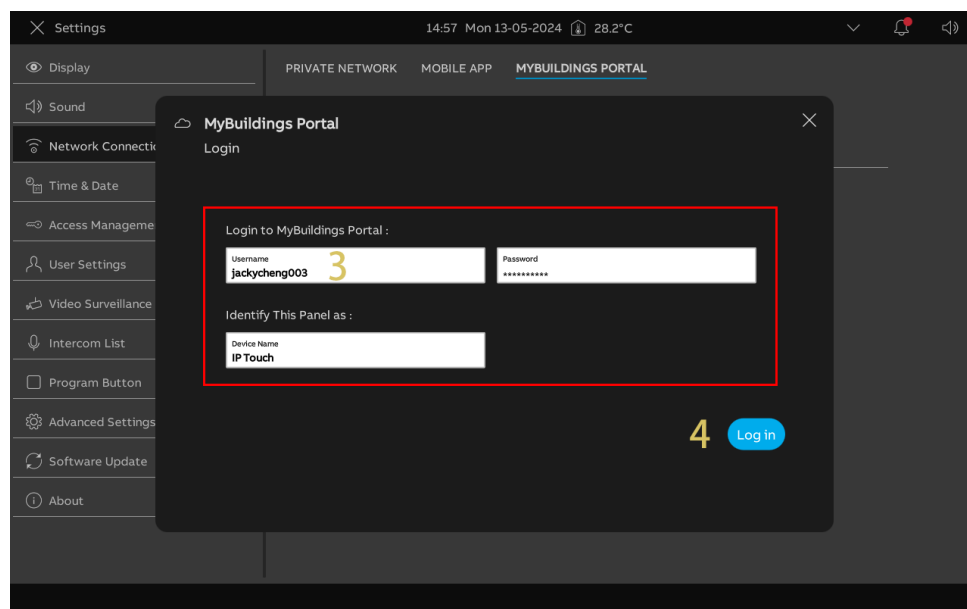 Settings
14:57 Mon 13-05-2024 28.2°C
Display
PRIVATE NETWORK MOBILE APP MYBUILDINGS PORTAL
Sound
Network Connectio
Time & Date
Access Manageme
User Settings
Video Surveillance
Intercom List
Program Button
Advanced Settings
Software Update
About
MyBuildings Portal
Login
Login to MyBuildings Portal :
Username
jackycheng003
3
Password
**********
Identify This Panel as :
Device Name
IP Touch
4 Log in